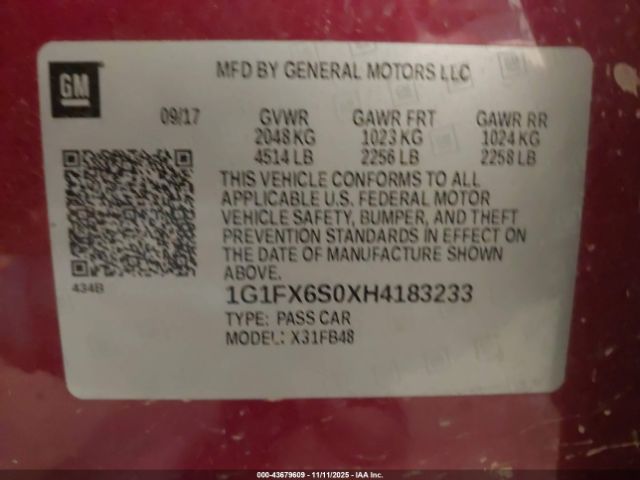 GM
MFD BY GENERAL MOTORS LLC
09/17 GVWR GAWR FRT GAWR RR
2048 KG 1023 KG 1024 KG
4514 LB 2256 LB 2258 LB
THIS VEHICLE CONFORMS TO ALL
APPLICABLE U.S. FEDERAL MOTOR
VEHICLE SAFETY, BUMPER, AND THEFT
PREVENTION STANDARDS IN EFFECT ON
THE DATE OF MANUFACTURE SHOWN
ABOVE.
434B
1G1FX6S0XH4183233
TYPE: PASS CAR
MODEL: X31FB48
000-43679609 - 11/11/2025 - IAA Inc.